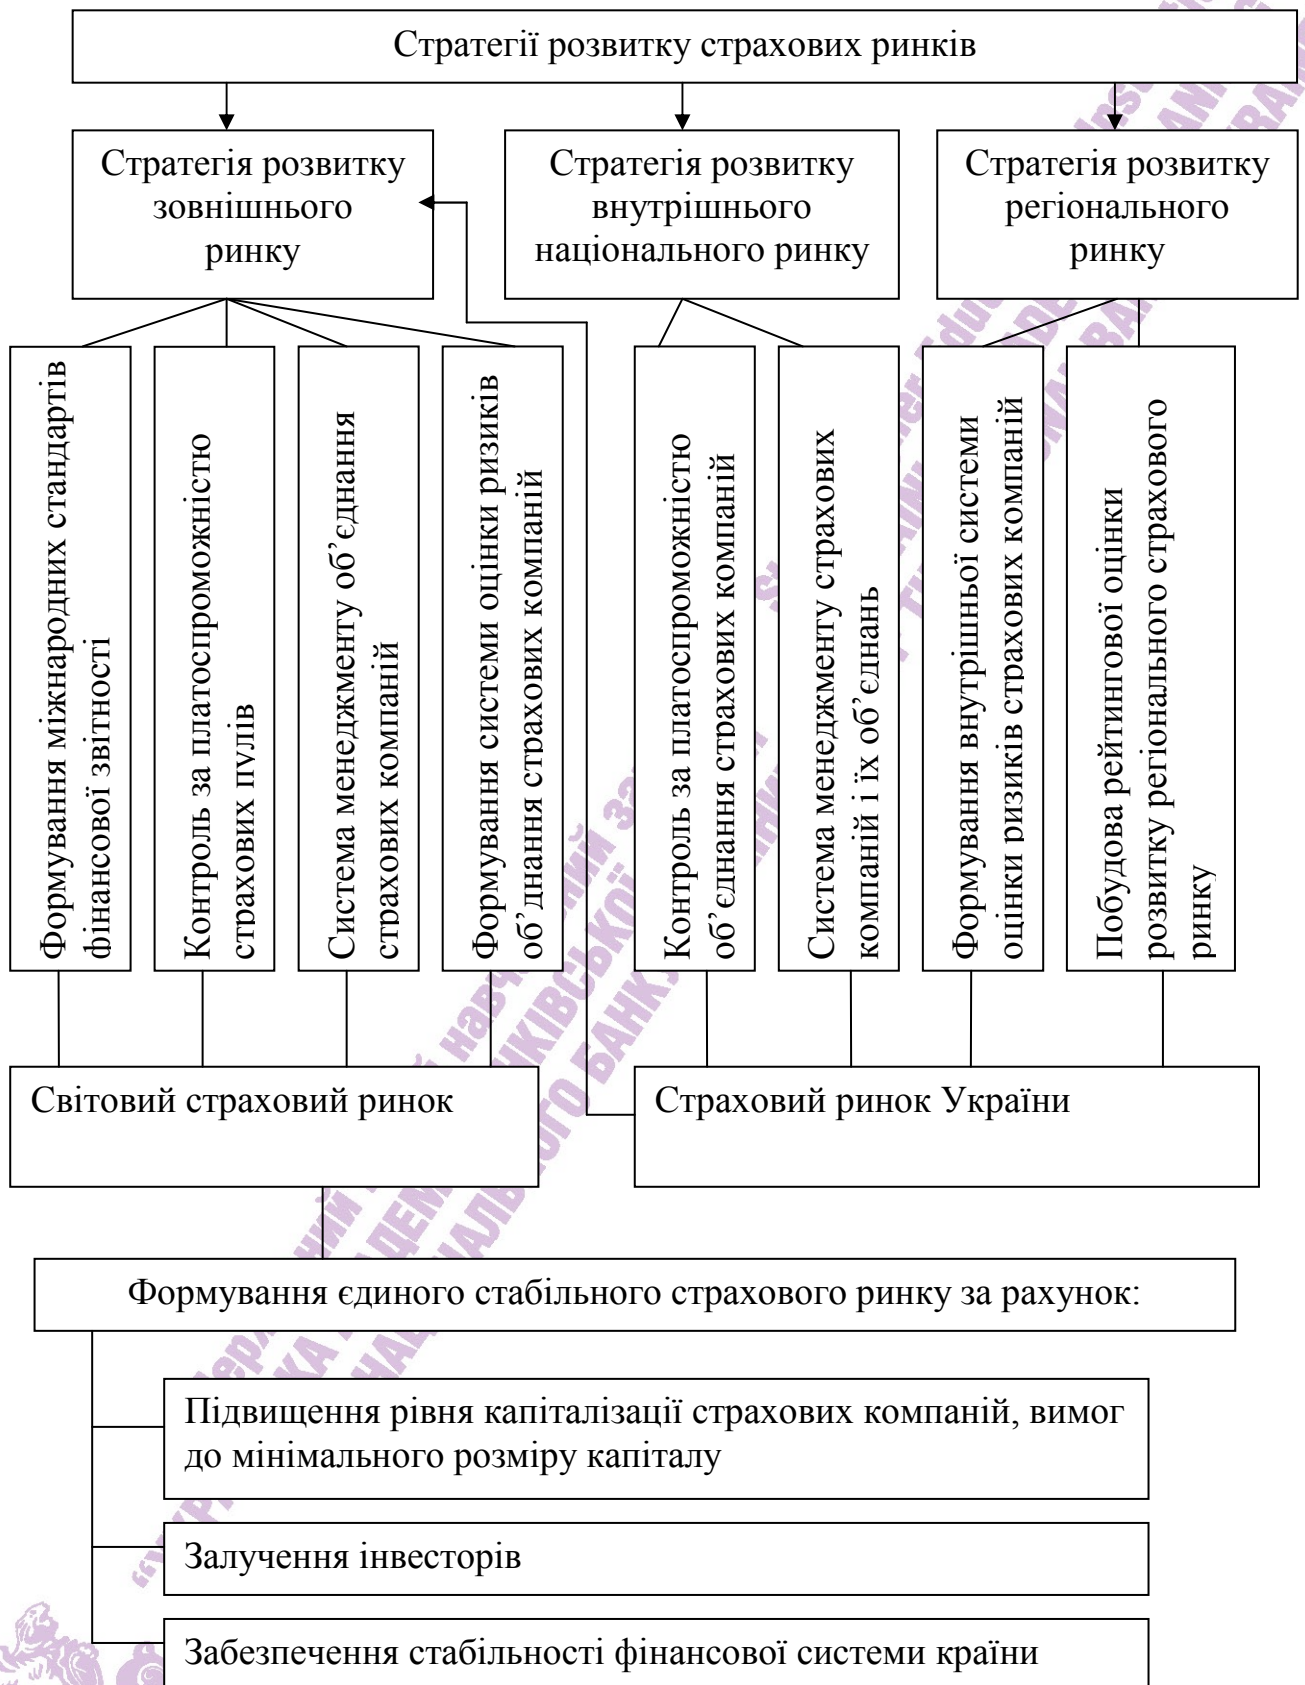 Стратегії розвитку страхових ринків
Стратегія розвитку
зовнішнього
ринку
Стратегія розвитку
внутрішнього
національного ринку
Стратегія розвитку
регіонального
ринку
Формування міжнародних стандартів
фінансової звітності
Контроль за платоспроможністю
страхових пулів
Система менеджменту об’єднання
страхових компаній
Формування системи оцінки ризиків
об’днання страхових компаній
Контроль за платоспроможністю
об’єднання страхових компаній
Система менеджменту страхових
компаній і їх об’єднань
Формування внутрішньої системи
оцінки ризиків страхових компаній
Побудова рейтингової оцінки
розвитку регіонального страхового
ринку
Світовий страховий ринок
Страховий ринок України
Формування єдиного стабільного страхового ринку за рахунок:
Підвищення рівня капіталізації страхових компаній, вимог
до мінімального розміру капіталу
Залучення інвесторів
Забезпечення стабільності фінансової системи країни